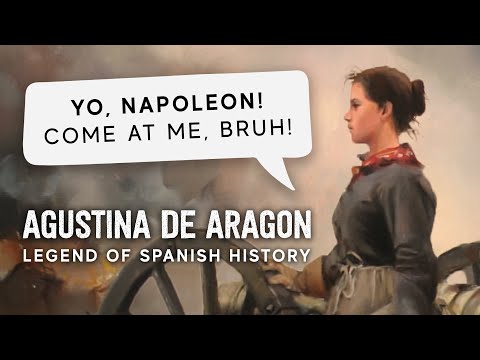 YO, NAPOLEON!
COME AT ME, BRUH!
AGUSTINA DE ARAGON
LEGEND OF SPANISH HISTORY